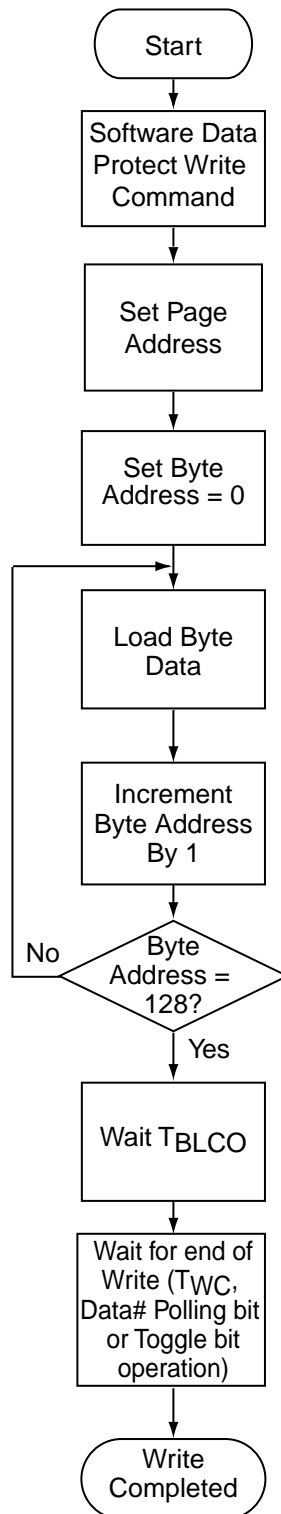 Start
Software Data
Protect Write
Command
Set Page
Address
Set Byte
Address = 0
Load Byte
Data
Increment
Byte Address
By 1
No
Byte
Address =
128?
Yes
Wait TBLCO
Wait for end of
Write (TWC,
Data# Polling bit
or Toggle bit
operation)
Write
Completed